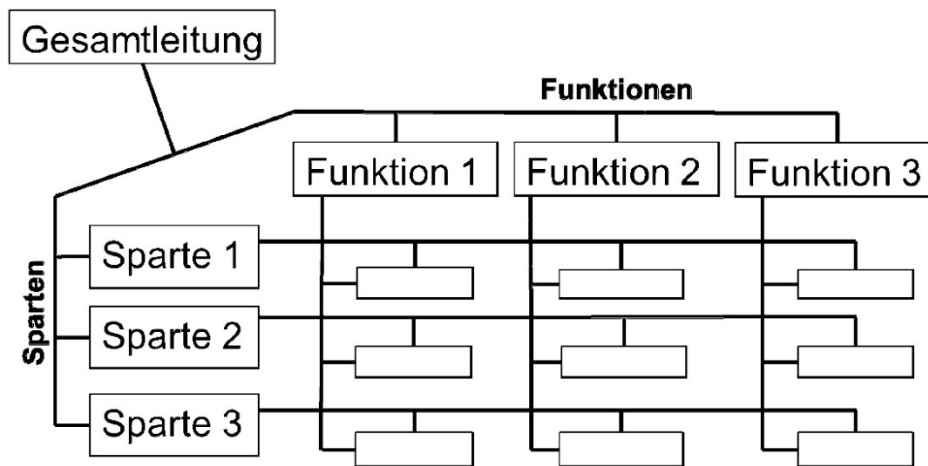 Gesamtleitung
Funktionen
Funktion 1
Funktion 2
Funktion 3
Sparten
Sparte 1
Sparte 2
Sparte 3